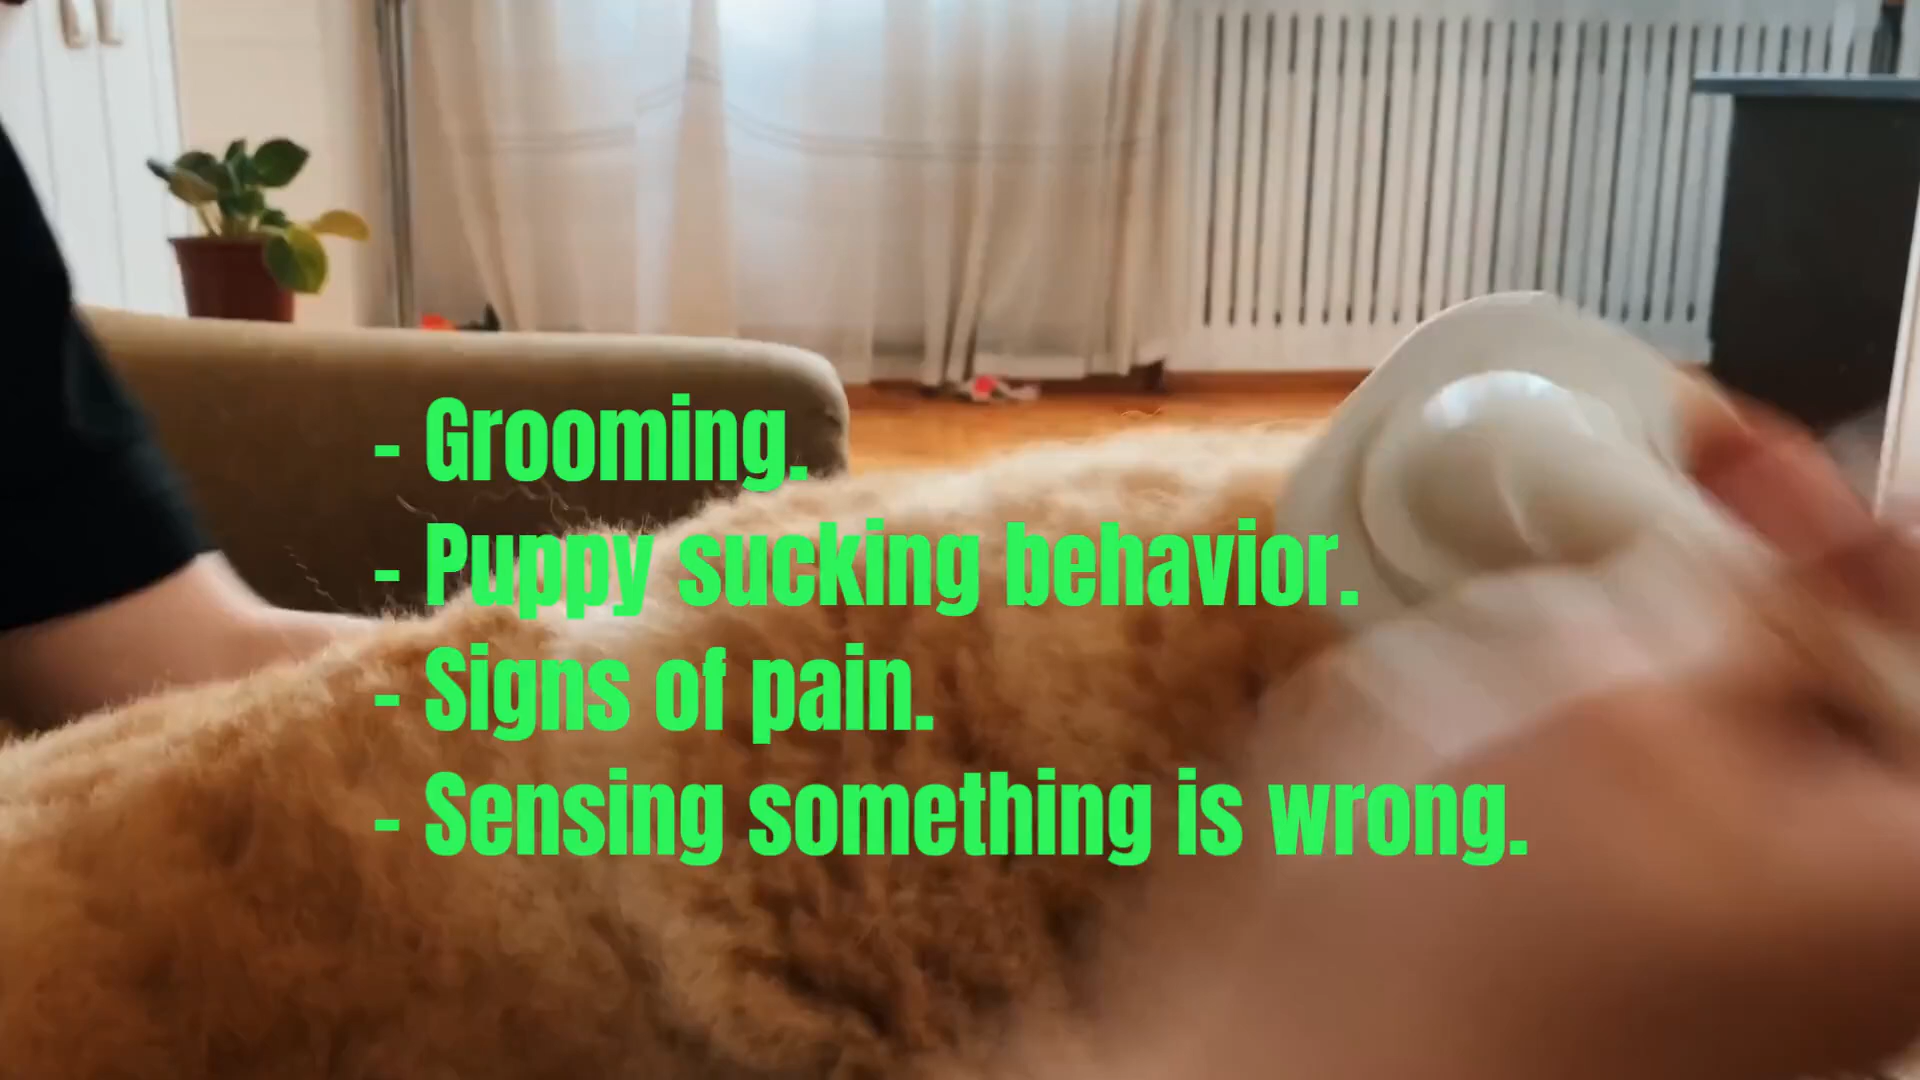 - Grooming.
- Puppy sucking behavior.
- Signs of pain.
- Sensing something is wrong.